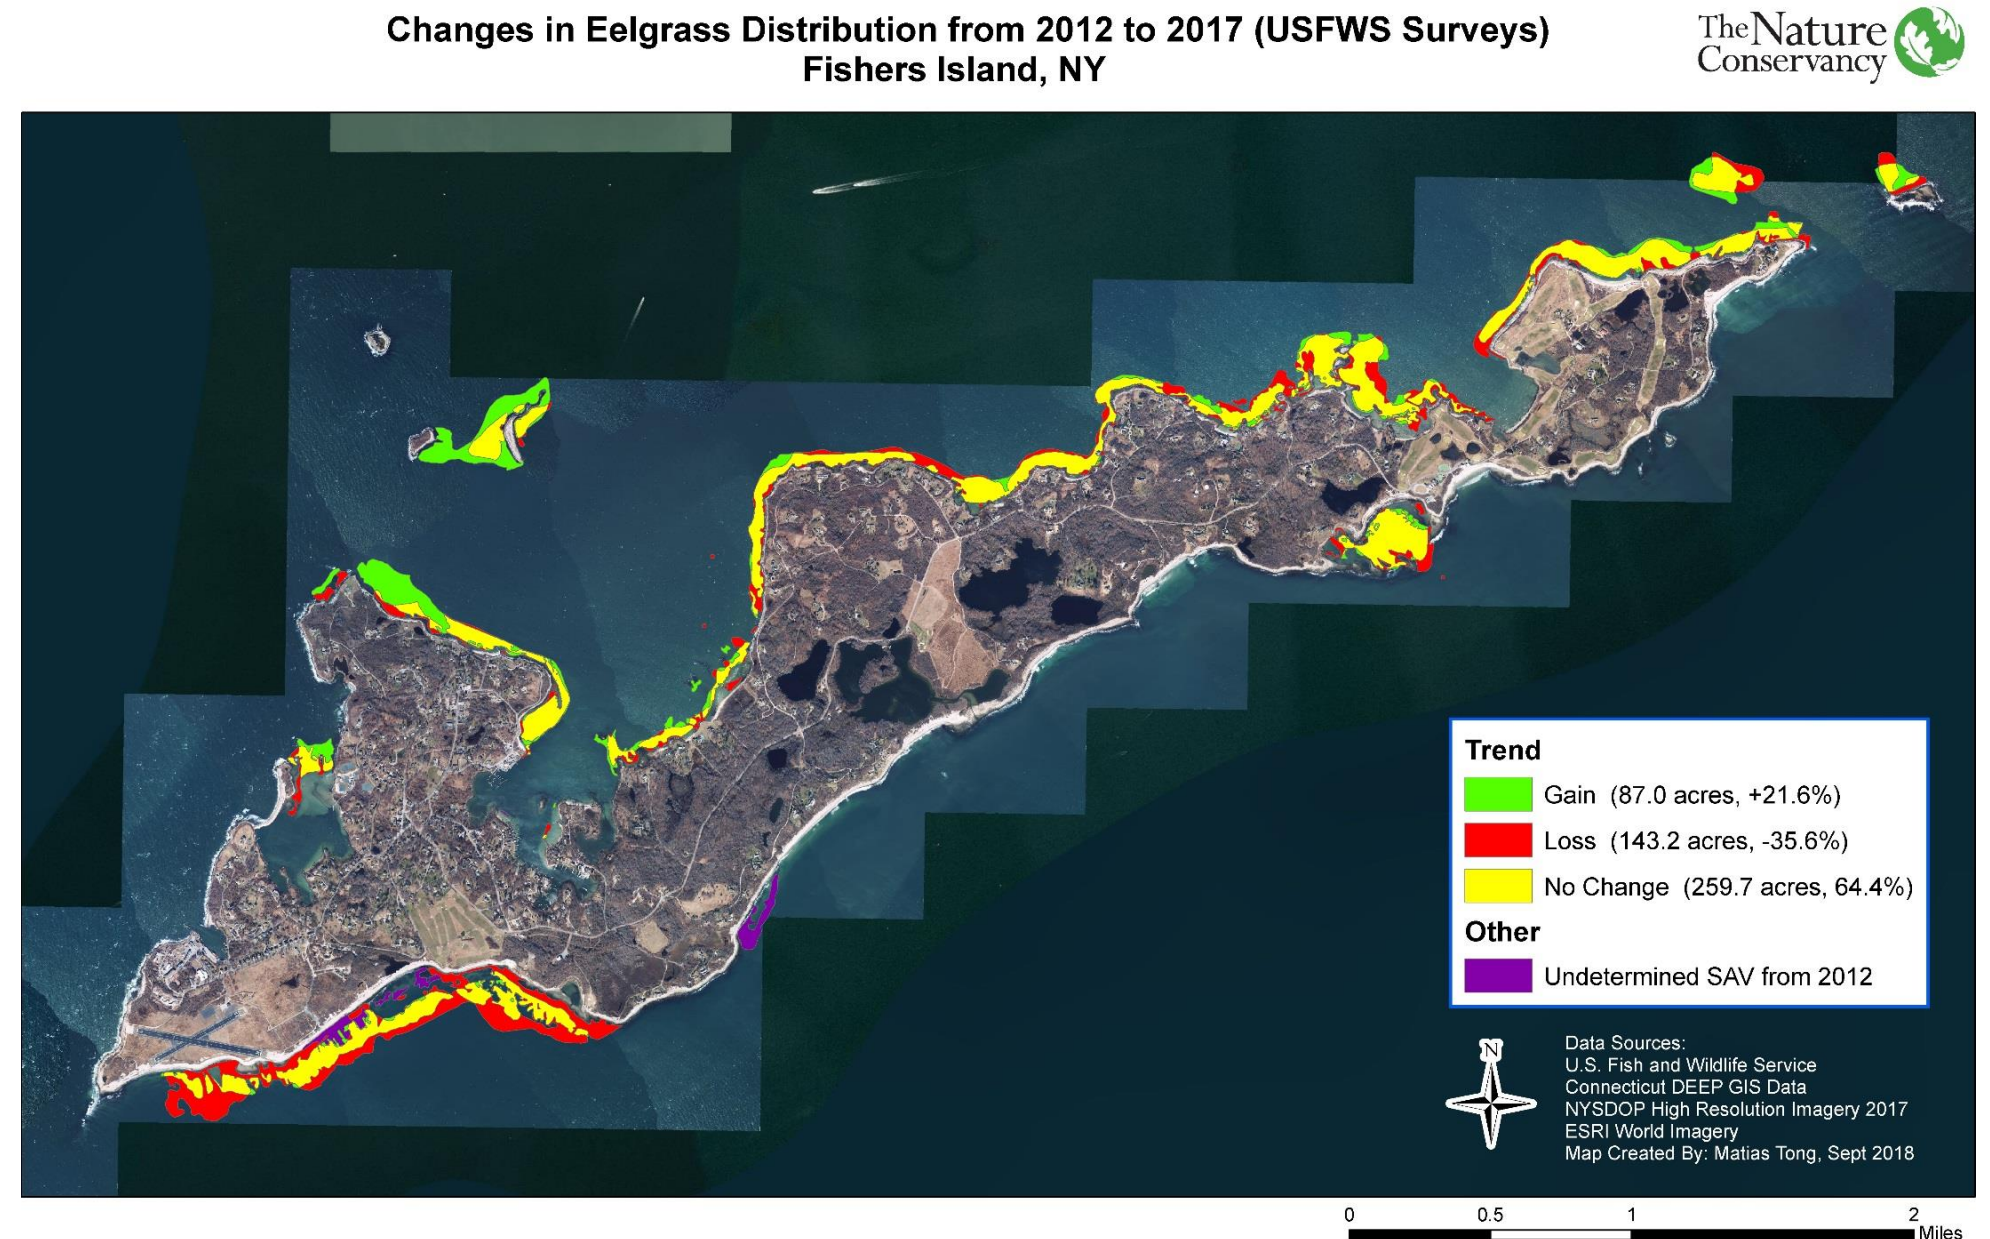 Changes in Eelgrass Distribution from 2012 to 2017 (USFWS Surveys)
Fishers Island, NY
The Nature
Conservancy
Trend
Gain (87.0 acres, +21.6%)
Loss (143.2 acres, -35.6%)
No Change (259.7 acres, 64.4%)
Other
Undetermined SAV from 2012
N
Data Sources:
U.S. Fish and Wildlife Service
Connecticut DEEP GIS Data
NYSDOP High Resolution Imagery 2017
ESRI World Imagery
Map Created By: Matias Tong, Sept 2018
0 0.5 1 2
Miles